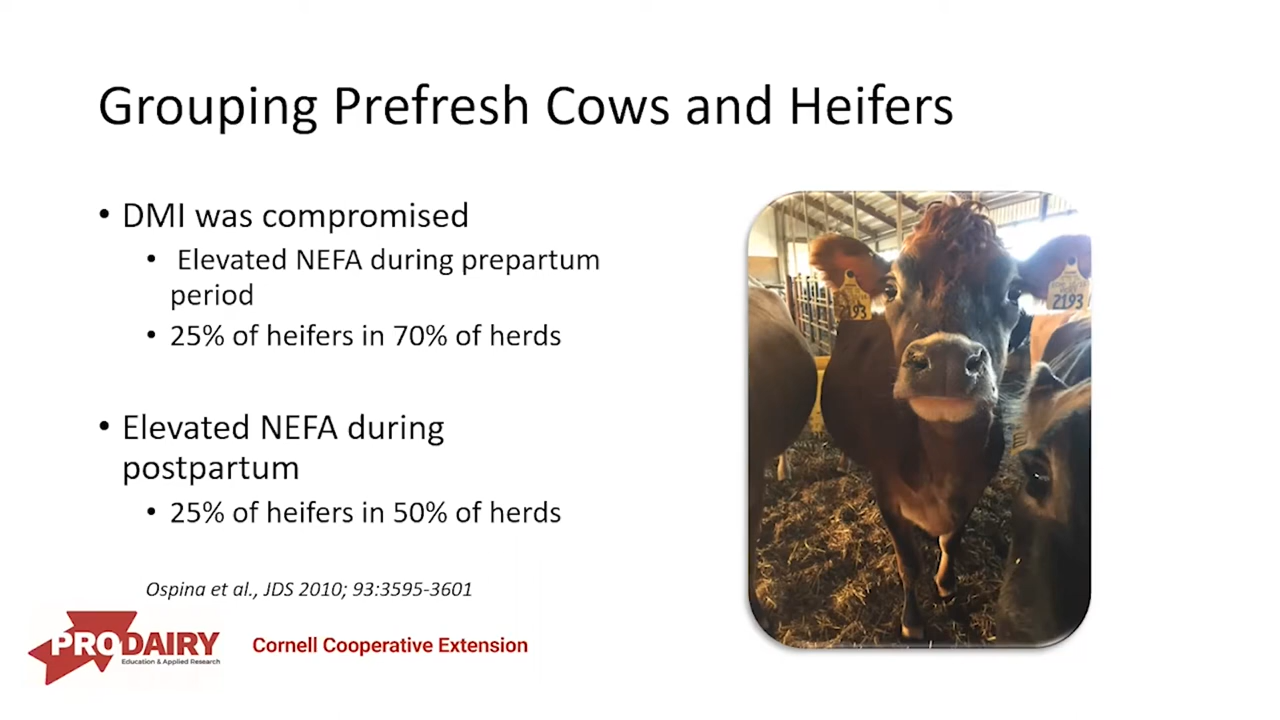 Grouping Prefresh Cows and Heifers
• DMI was compromised
• Elevated NEFA during prepartum
period
• 25% of heifers in 70% of herds
• Elevated NEFA during
postpartum
• 25% of heifers in 50% of herds
Ospina et al., JDS 2010; 93:3595-3601
PRODAIRY
Education & Applied Research
Cornell Cooperative Extension
2193
2193